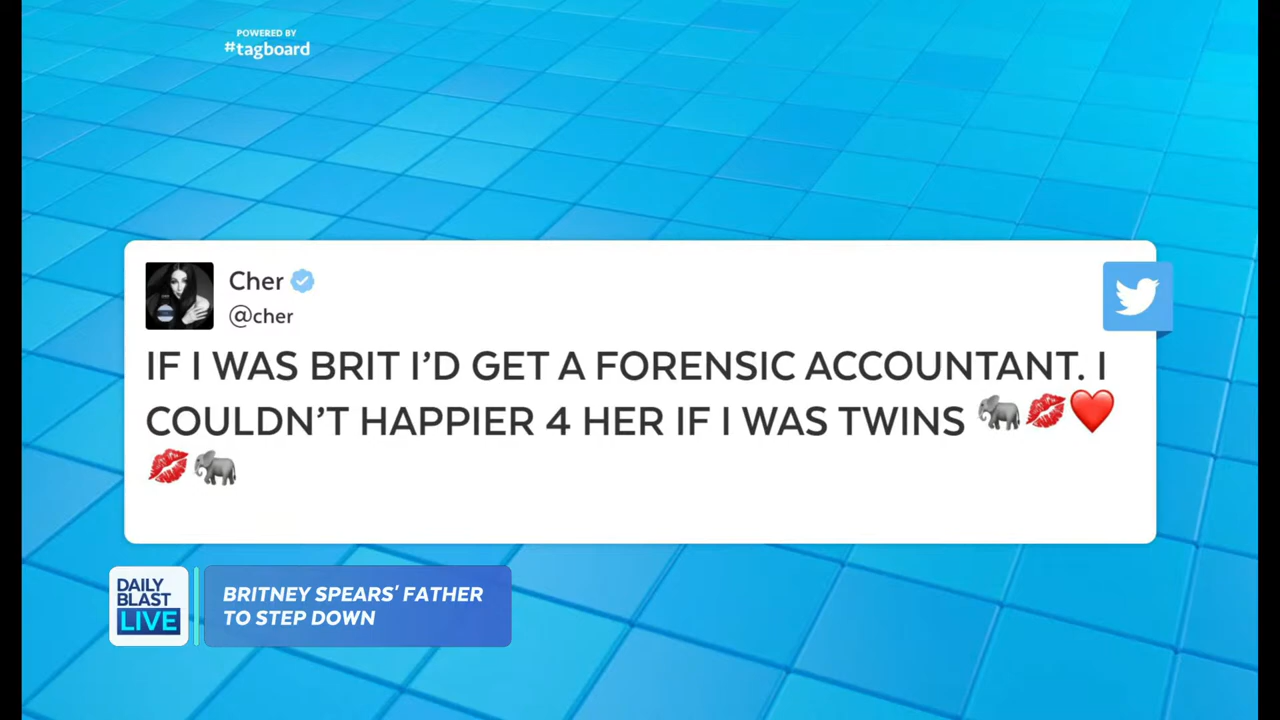 POWERED BY
#tagboard
Cher
@cher
IF I WAS BRIT I’D GET A FORENSIC ACCOUNTANT. I
COULDN’T HAPPIER 4 HER IF I WAS TWINS 🐘💋❤️
💋🐘
DAILY
BLAST
LIVE
BRITNEY SPEARS’ FATHER
TO STEP DOWN